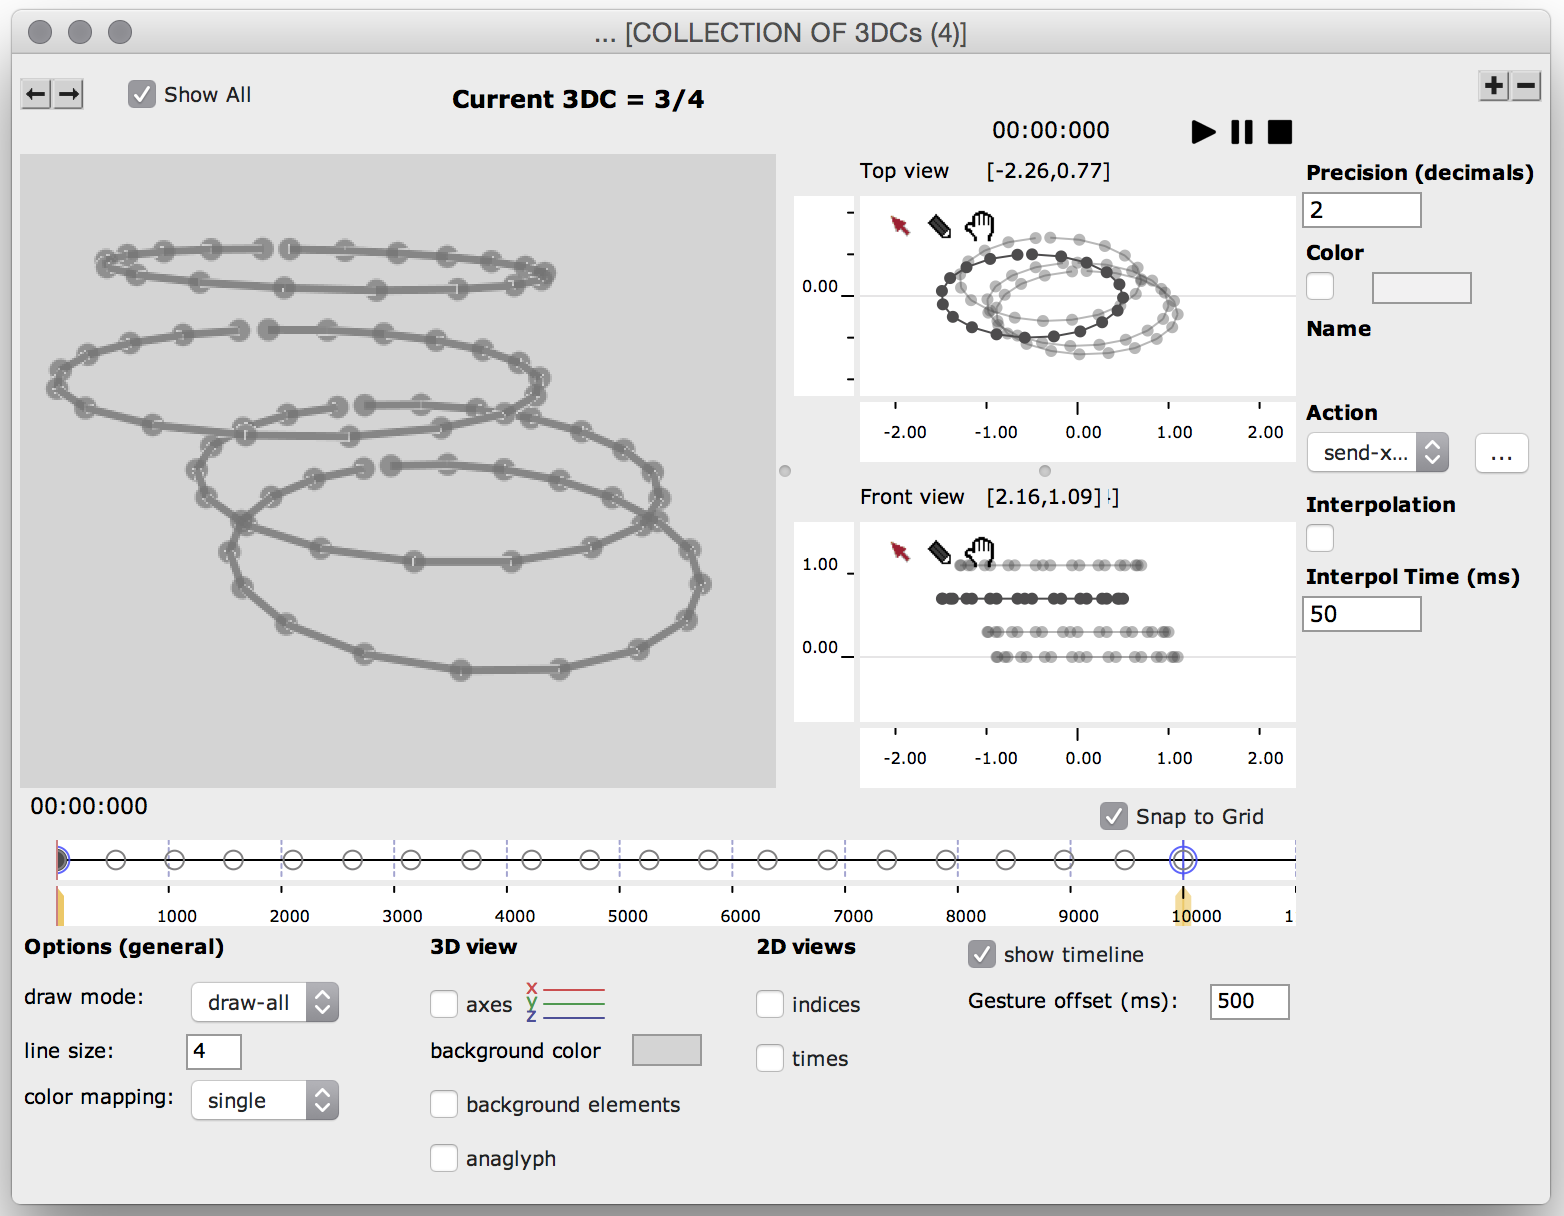 ... [COLLECTION OF 3DCs (4)]
Show All
Current 3DC = 3/4
00:00:000
Top view [-2.26,0.77]
0.00
-2.00 -1.00 0.00 1.00 2.00
Front view [2.16,1.09]
1.00
0.00
-2.00 -1.00 0.00 1.00 2.00
Precision (decimals)
2
Color
Name
Action
send-x... ...
Interpolation
Interpol Time (ms)
50
00:00:000
Snap to Grid
1000 2000 3000 4000 5000 6000 7000 8000 9000 10000 1
Options (general)
draw mode: draw-all
line size: 4
color mapping: single
3D view
axes x y z
background color
background elements
anaglyph
2D views
indices
times
show timeline
Gesture offset (ms): 500